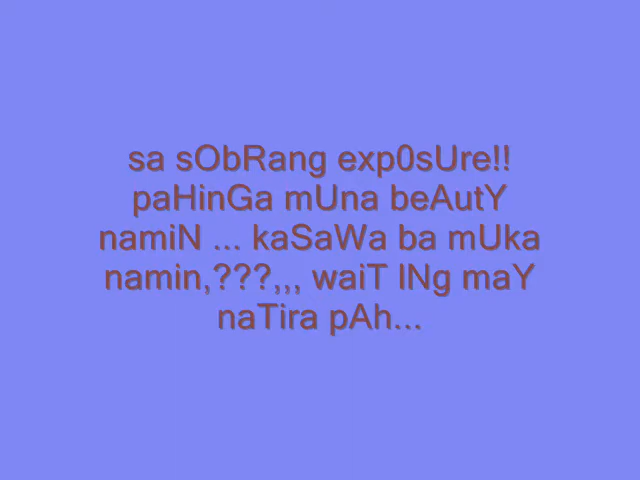 sa sObRang exp0sUre!!
paHinGa mUna beAutY
namiN ... kaSaWa ba mUka
namin,???,,, waiT lNg maY
naTira pAh...